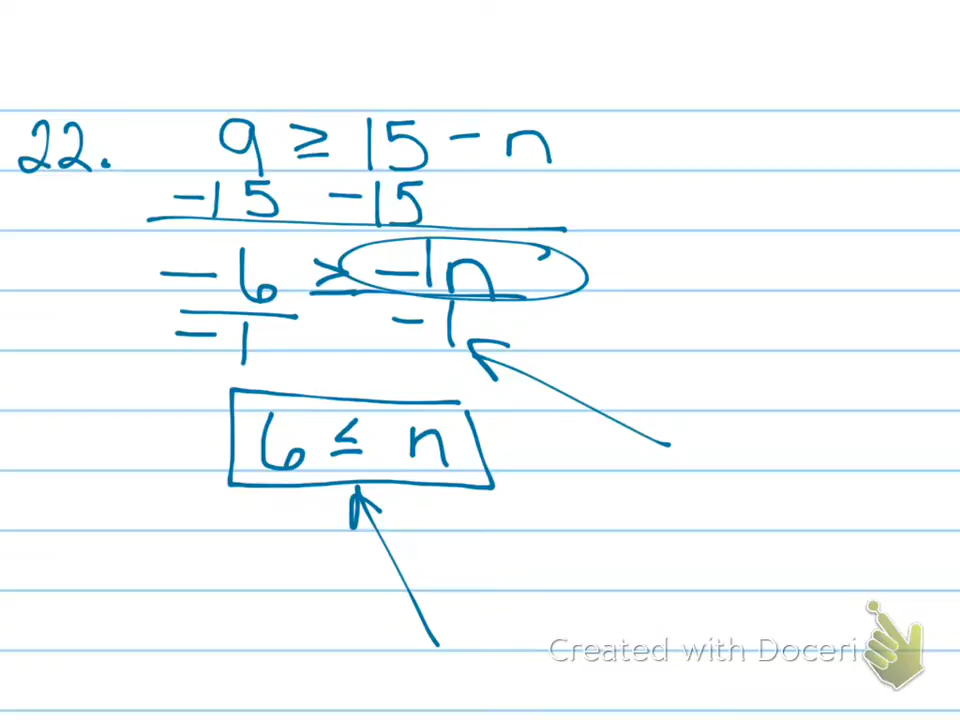 22. 9 ≥ 15 - n
-15 -15
-6 ≥ -1n
-1 -1
6 ≤ n
Created with Doceri